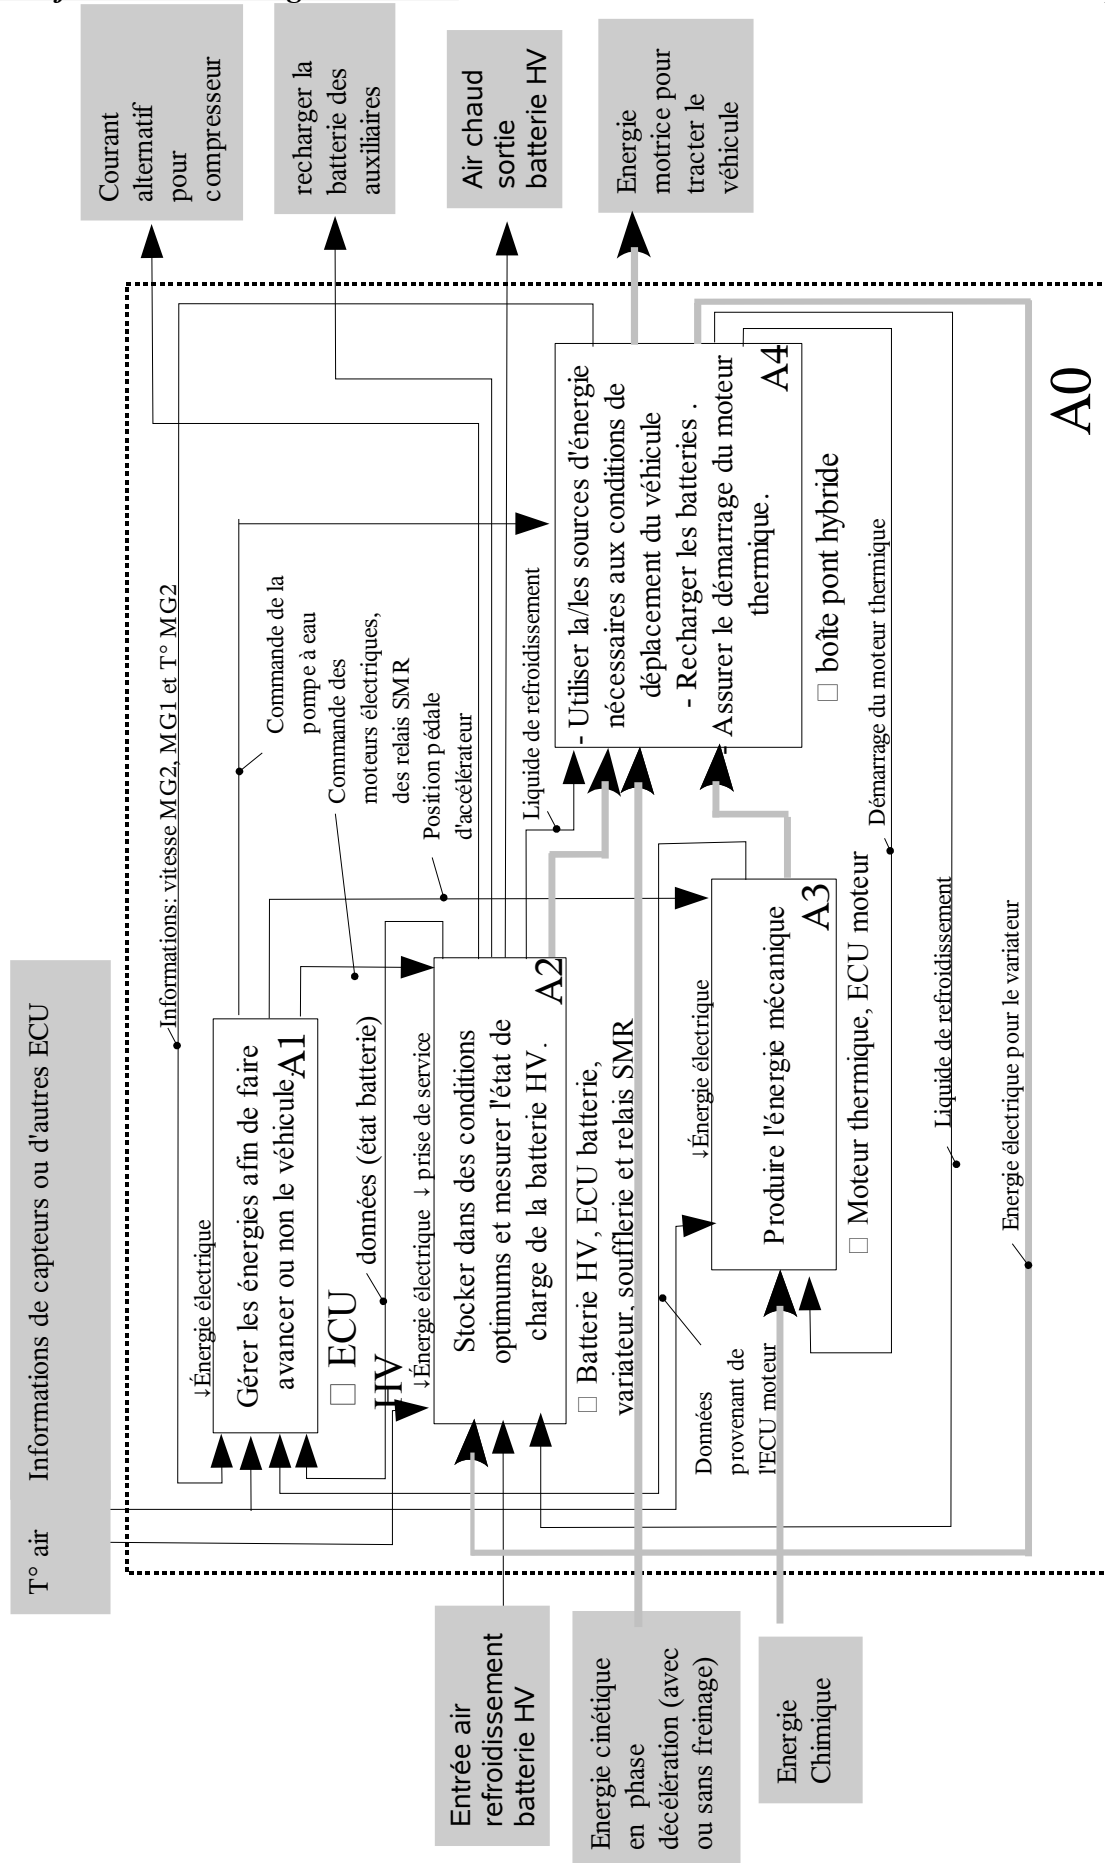 T° air
Informations de capteurs ou d'autres ECU
Courant
alternatif
pour
compresseur
recharger la
batterie des
auxiliaires
Air chaud
sortie
batterie HV
Energie
motrice pour
tracter le
véhicule
Informations: vitesse MG2, MG1 et T° MG2
Commande de la
pompe à eau
Commande des
moteurs électriques,
des relais SMR
Position pédale
d'accélérateur
↓Énergie électrique
Gérer les énergies afin de faire
avancer ou non le véhicule.
A1
□ ECU
HV
données (état batterie)
↓Énergie électrique ↓ prise de service
Stocker dans des conditions
optimums et mesurer l'état de
charge de la batterie HV.
A2
□ Batterie HV, ECU batterie,
variateur, soufflerie et relais SMR
Liquide de refroidissement
- Utiliser la/les sources d'énergie
nécessaires aux conditions de
déplacement du véhicule
- Recharger les batteries .
- Assurer le démarrage du moteur
thermique.
A4
□ boîte pont hybride
↓Énergie électrique
Produire l'énergie mécanique
A3
□ Moteur thermique, ECU moteur
Données
provenant de
l'ECU moteur
Démarrage du moteur thermique
Liquide de refroidissement
Energie électrique pour le variateur
A0
Entrée air
refroidissement
batterie HV
Energie cinétique
en phase
décélération (avec
ou sans freinage)
Energie
Chimique